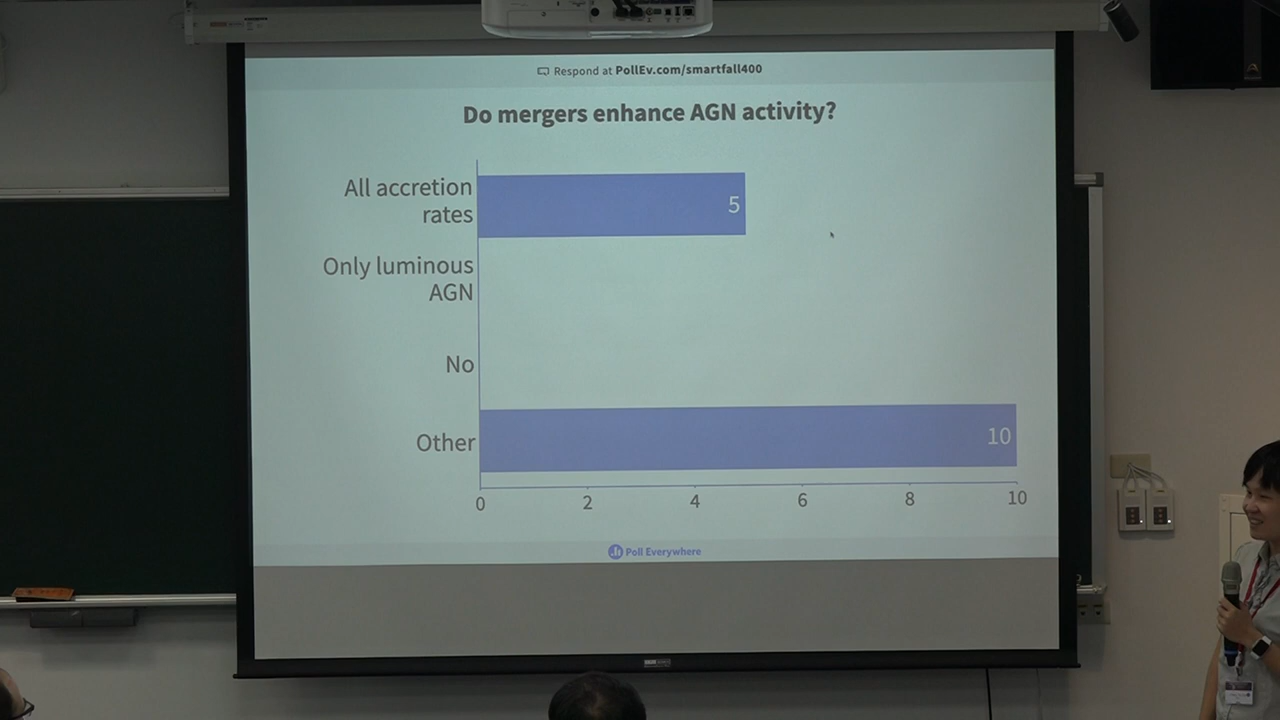 Respond at PollEv.com/smartfall400
Do mergers enhance AGN activity?
All accretion
rates
5
Only luminous
AGN
No
Other
10
0 2 4 6 8 10
Poll Everywhere